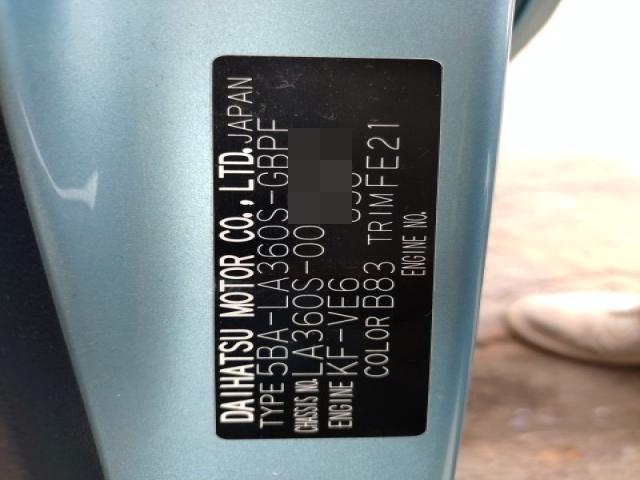 DAIHATSU MOTOR CO., LTD. JAPAN
TYPE 5BA-LA360S-GBPF
CHASSIS NO. LA360S-00
ENGINE KF-VE6
COLOR B83 TRIM FE21
ENGINE NO.